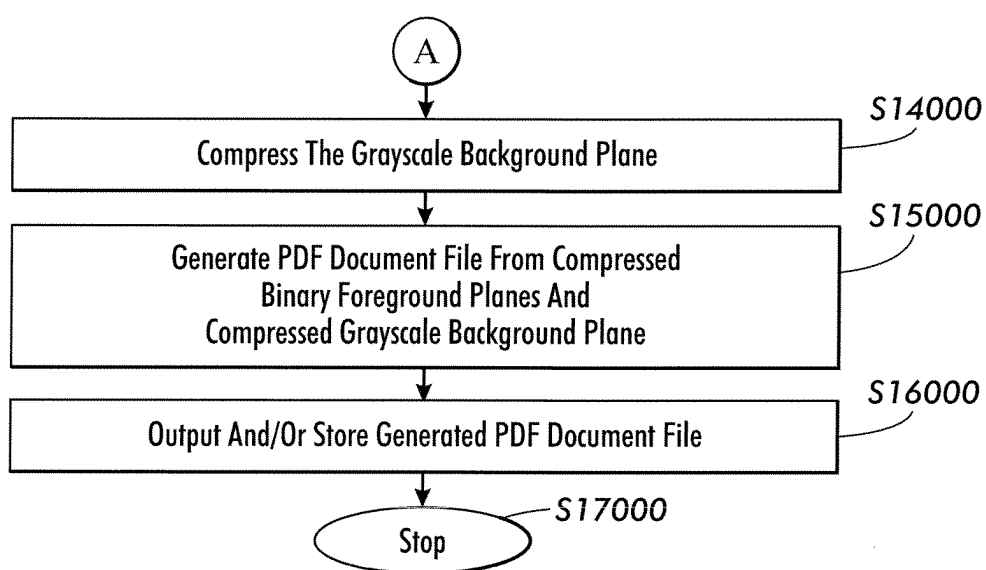 A
S14000
Compress The Grayscale Background Plane
S15000
Generate PDF Document File From Compressed
Binary Foreground Planes And
Compressed Grayscale Background Plane
S16000
Output And/Or Store Generated PDF Document File
S17000
Stop